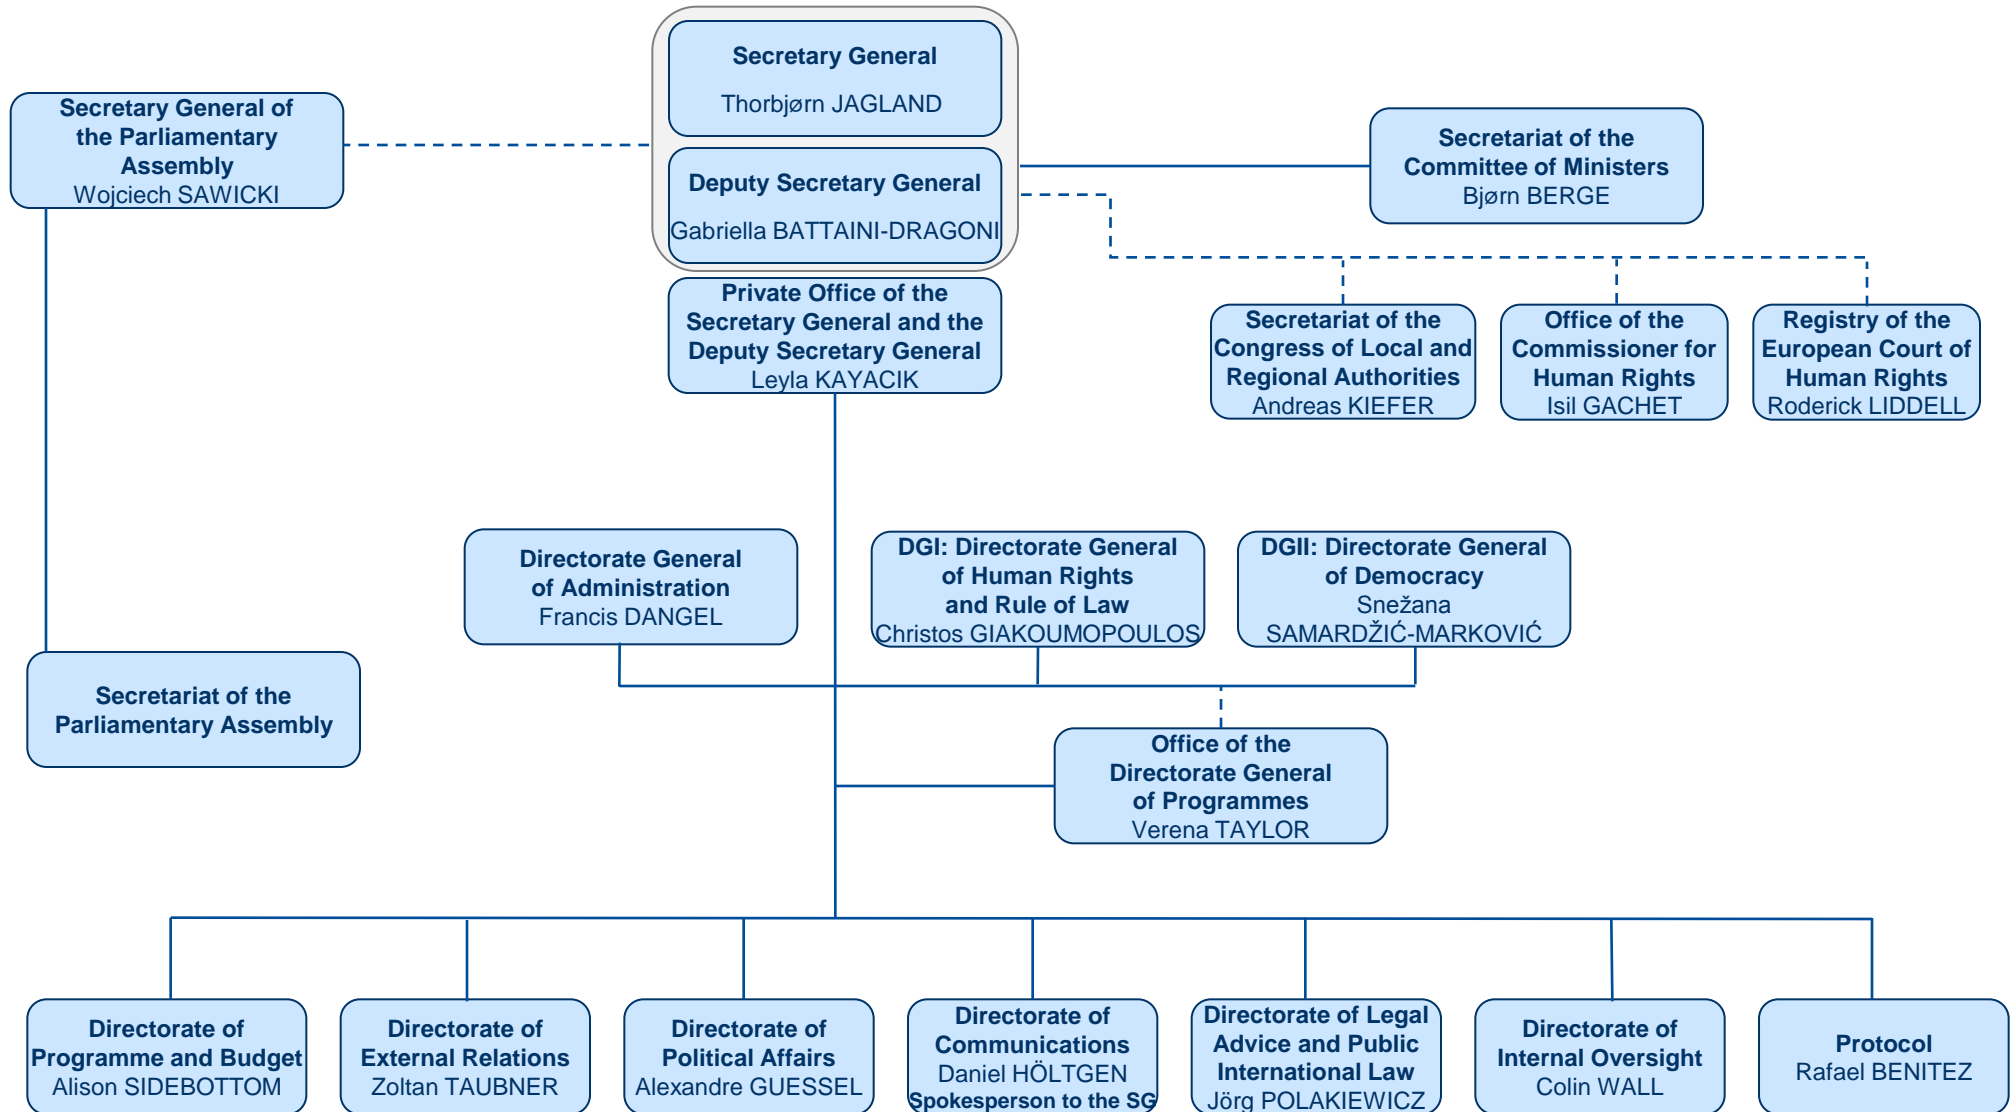 Secretary General
Thorbjørn JAGLAND
Secretary General of
the Parliamentary
Assembly
Wojciech SAWICKI
Deputy Secretary General
Gabriella BATTAINI-DRAGONI
Secretariat of the
Committee of Ministers
Bjørn BERGE
Private Office of the
Secretary General and the
Deputy Secretary General
Leyla KAYACIK
Secretariat of the
Congress of Local and
Regional Authorities
Andreas KIEFER
Office of the
Commissioner for
Human Rights
Isil GACHET
Registry of the
European Court of
Human Rights
Roderick LIDDELL
Directorate General
of Administration
Francis DANGEL
DGI: Directorate General
of Human Rights
and Rule of Law
Christos GIAKOUMOPOULOS
DGII: Directorate General
of Democracy
Snežana
SAMARDŽIĆ-MARKOVIĆ
Secretariat of the
Parliamentary Assembly
Office of the
Directorate General
of Programmes
Verena TAYLOR
Directorate of
Programme and Budget
Alison SIDEBOTTOM
Directorate of
External Relations
Zoltan TAUBNER
Directorate of
Political Affairs
Alexandre GUESSEL
Directorate of
Communications
Daniel HÖLTGEN
Spokesperson to the SG
Directorate of Legal
Advice and Public
International Law
Jörg POLAKIEWICZ
Directorate of
Internal Oversight
Colin WALL
Protocol
Rafael BENITEZ